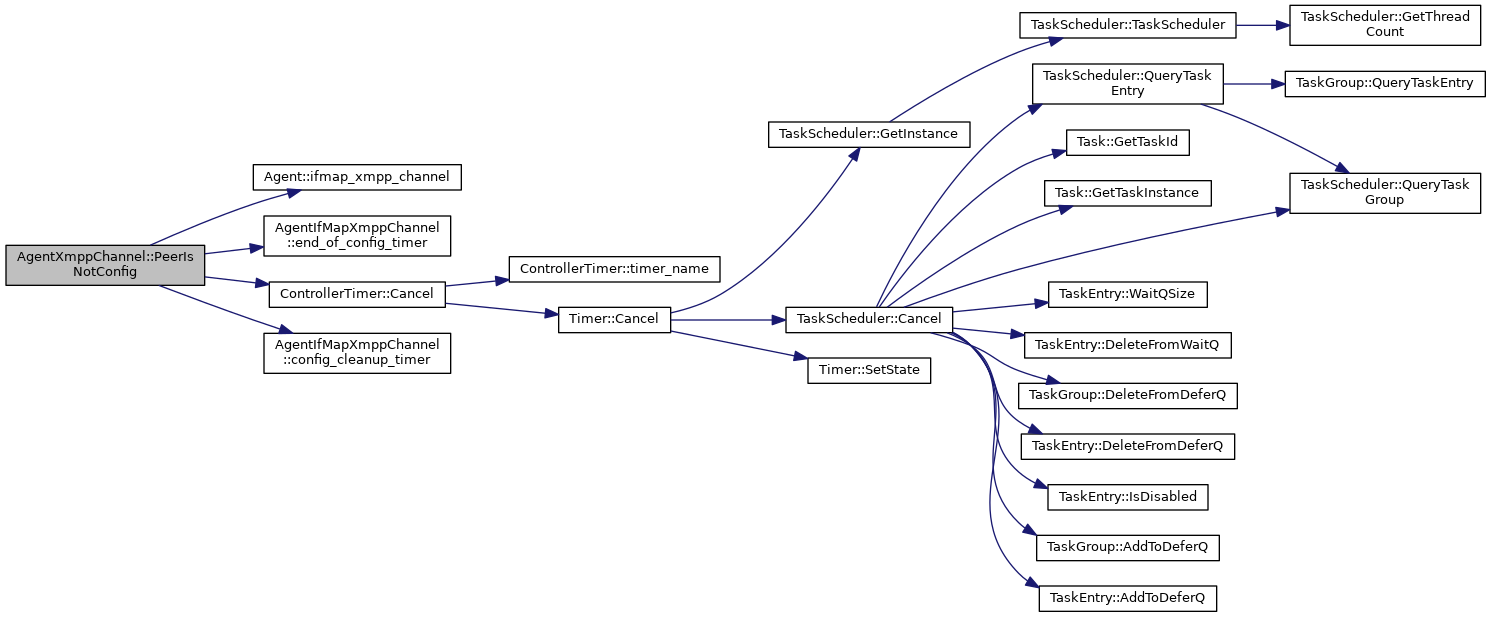 AgentXmppChannel::PeerIs
NotConfig
Agent::ifmap_xmpp_channel
AgentIfMapXmppChannel
::end_of_config_timer
ControllerTimer::Cancel
AgentIfMapXmppChannel
::config_cleanup_timer
ControllerTimer::timer_name
Timer::Cancel
TaskScheduler::GetInstance
TaskScheduler::Cancel
Timer::SetState
TaskScheduler::TaskScheduler
TaskScheduler::QueryTask
Entry
Task::GetTaskId
Task::GetTaskInstance
TaskEntry::WaitQSize
TaskEntry::DeleteFromWaitQ
TaskGroup::DeleteFromDeferQ
TaskEntry::DeleteFromDeferQ
TaskEntry::IsDisabled
TaskGroup::AddToDeferQ
TaskEntry::AddToDeferQ
TaskScheduler::GetThread
Count
TaskGroup::QueryTaskEntry
TaskScheduler::QueryTask
Group